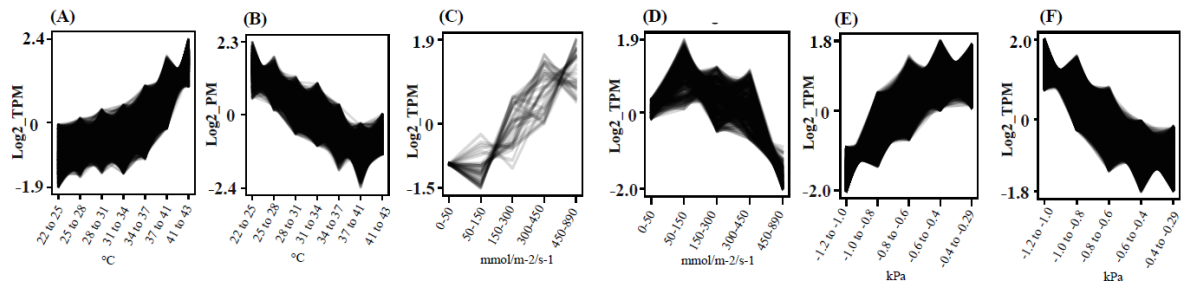 (A)
Log2_TPM
2.4
0
−1.9
22 to 25
25 to 28
28 to 31
31 to 34
34 to 37
37 to 41
41 to 43
°C
(B)
Log2_PM
2.3
0
−2.4
22 to 25
25 to 28
28 to 31
31 to 34
34 to 37
37 to 41
41 to 43
°C
(C)
Log2_TPM
1.9
0
−1.5
0-50
50-150
150-300
300-450
450-890
mmol/m-2/s-1
(D)
Log2_TPM
1.9
0
−2.0
0-50
50-150
150-300
300-450
450-890
mmol/m-2/s-1
(E)
Log2_TPM
1.8
0
−2.0
-1.2 to -1.0
-1.0 to -0.8
-0.8 to -0.6
-0.6 to -0.4
-0.4 to -0.29
kPa
(F)
Log2_TPM
2.0
0
−1.8
-1.2 to -1.0
-1.0 to -0.8
-0.8 to -0.6
-0.6 to -0.4
-0.4 to -0.29
kPa